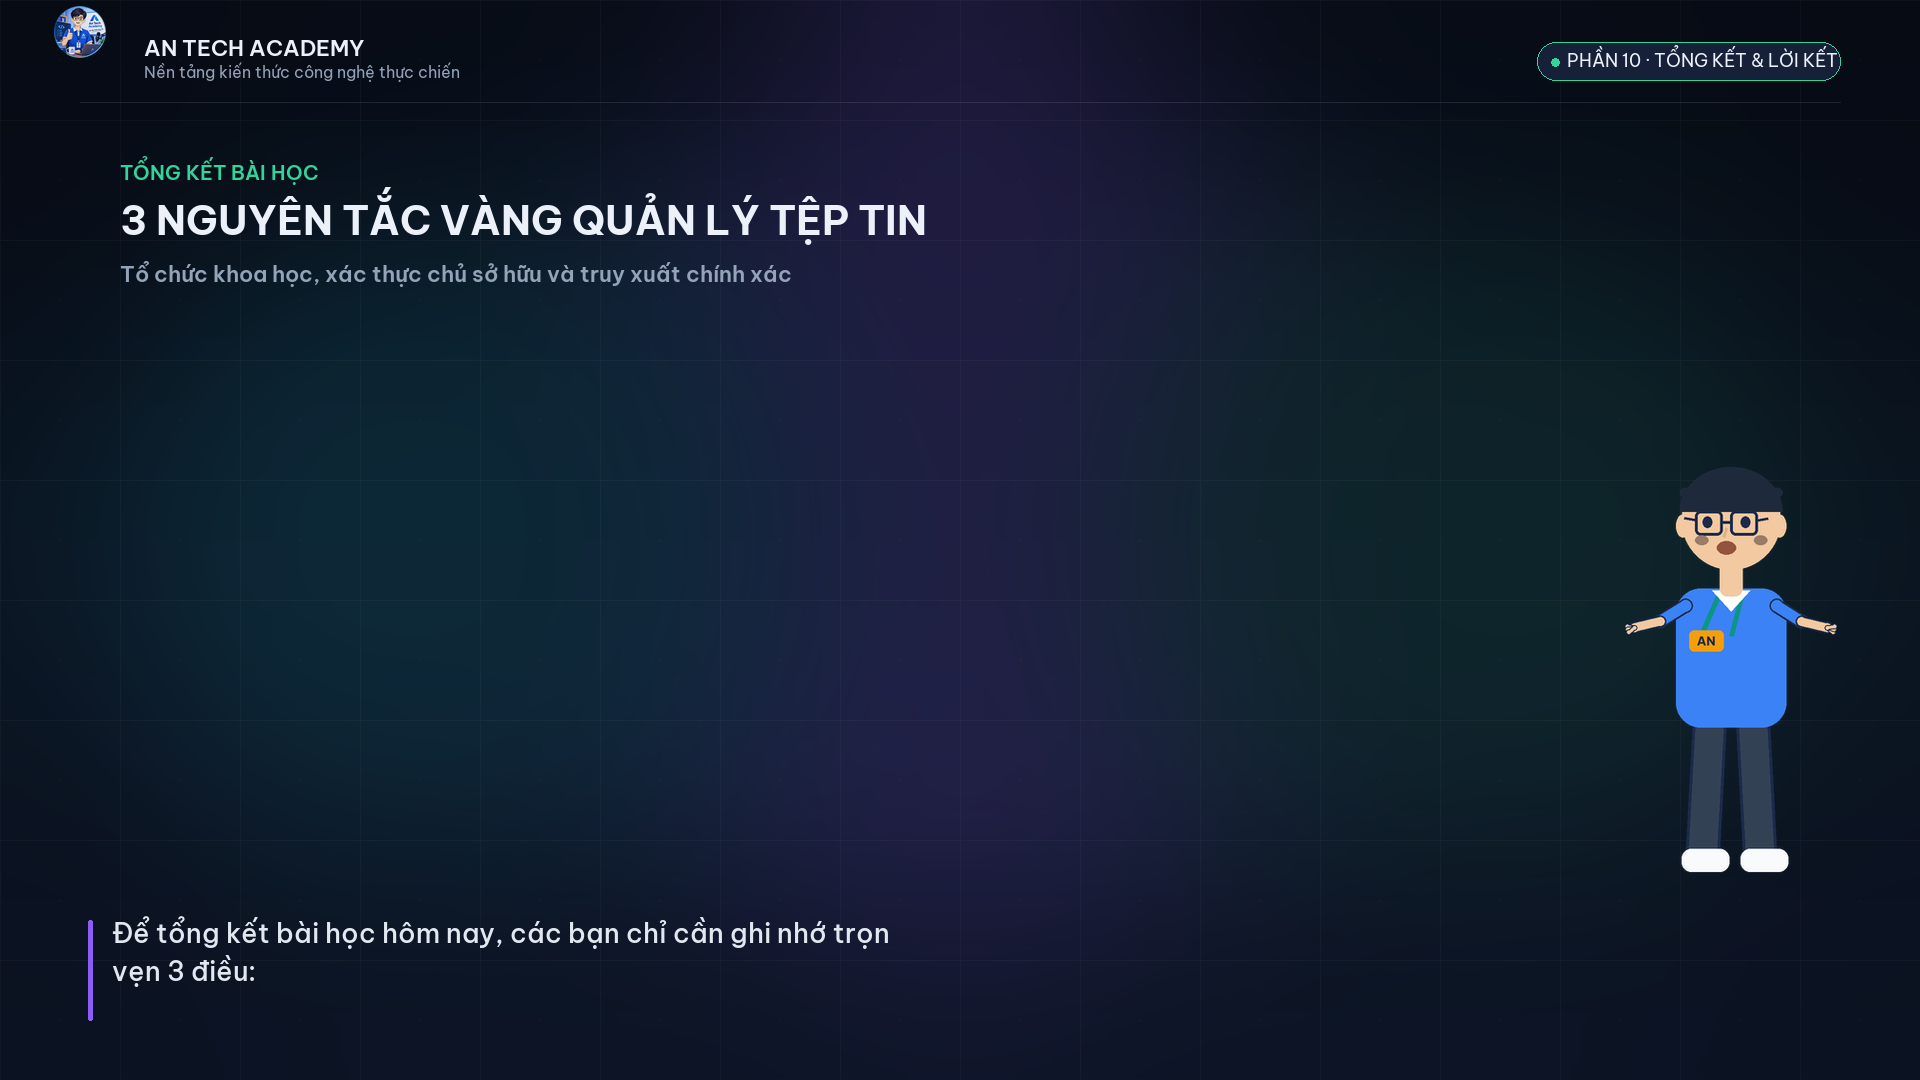 AN TECH ACADEMY
Nền tảng kiến thức công nghệ thực chiến
PHẦN 10 · TỔNG KẾT & LỜI KẾT
TỔNG KẾT BÀI HỌC
3 NGUYÊN TẮC VÀNG QUẢN LÝ TỆP TIN
Tổ chức khoa học, xác thực chủ sở hữu và truy xuất chính xác
AN
Để tổng kết bài học hôm nay, các bạn chỉ cần ghi nhớ trọn
vẹn 3 điều: